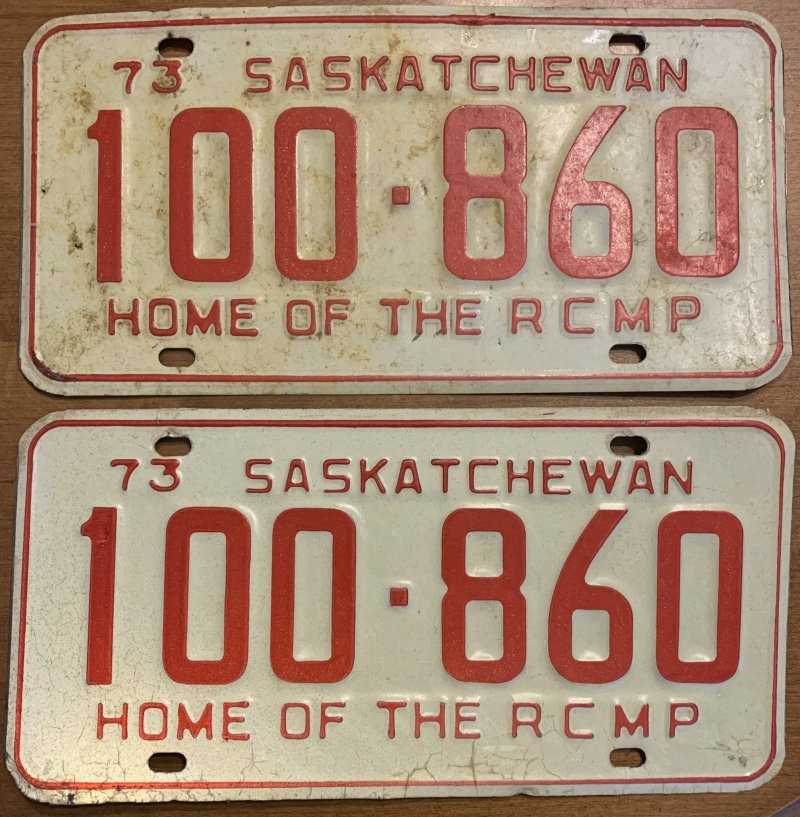 73 SASKATCHEWAN
100·860
HOME OF THE RCMP
73 SASKATCHEWAN
100·860
HOME OF THE RCMP